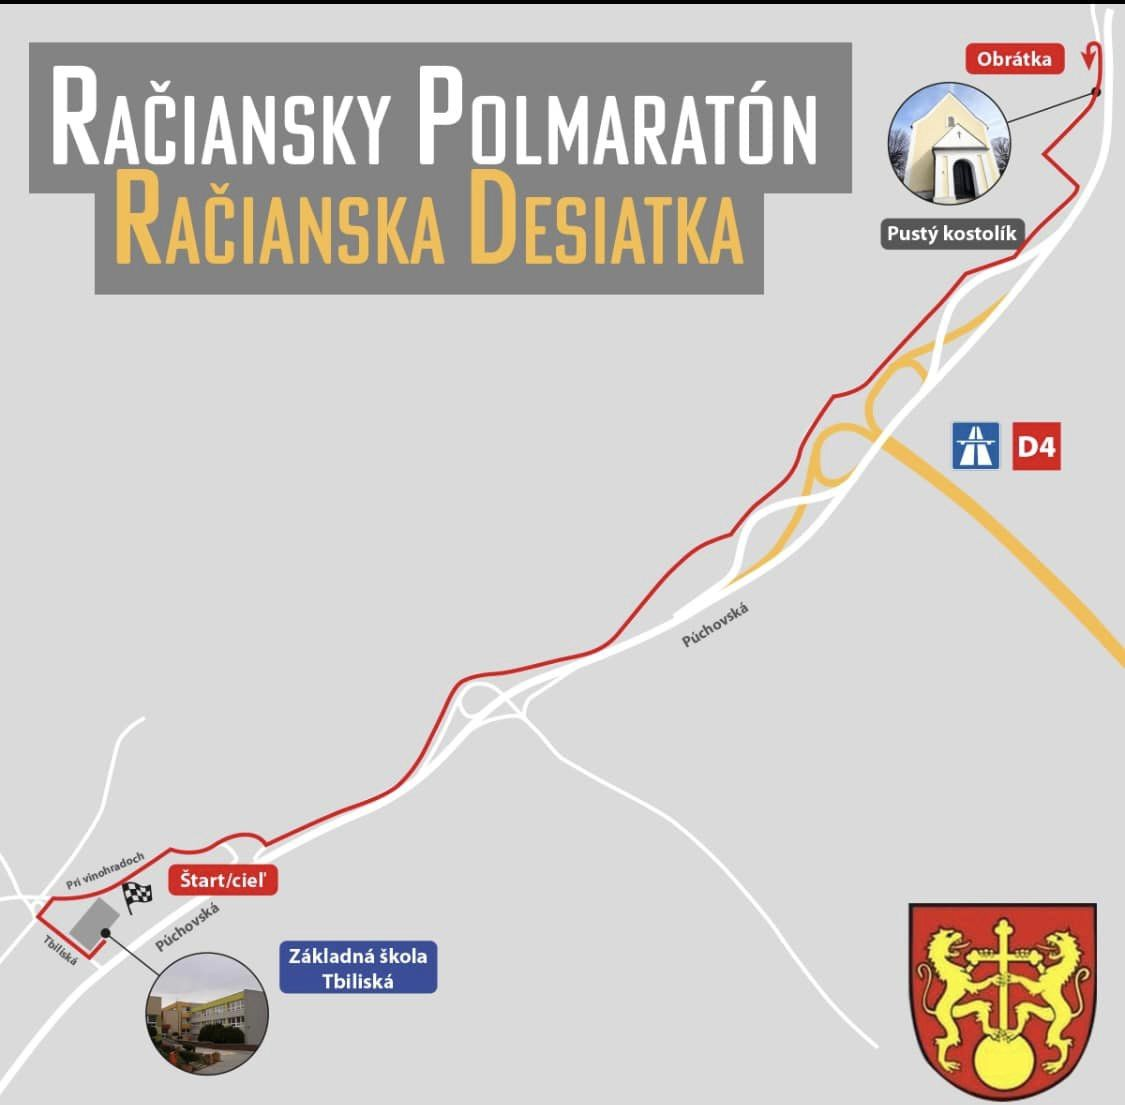 RAČIANSKY POLMARATÓN
RAČIANSKA DESIATKA
Obrátka
Pustý kostolík
D4
Púchovská
Pri vinohradoch
Štart/cieľ
Púchovská
Tbiliská
Základná škola
Tbiliská